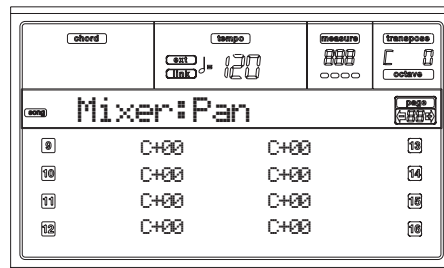 chord tempo measure transpose
ext ♩= 120 888 C 0
link octave
song Mixer:Pan page
88
9 C+00 C+00 13
10 C+00 C+00 14
11 C+00 C+00 15
12 C+00 C+00 16